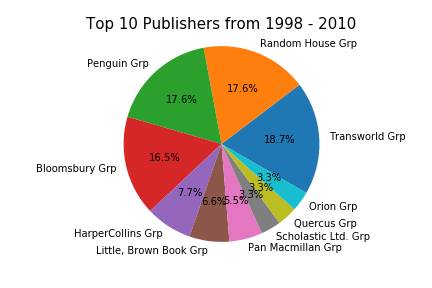 Top 10 Publishers from 1998 - 2010
Random House Grp
Penguin Grp
17.6%
17.6%
Transworld Grp
18.7%
Bloomsbury Grp
16.5%
3.3%
3.3%
3.3%
7.7%
6.6%
5.5%
Orion Grp
Quercus Grp
HarperCollins Grp
Scholastic Ltd. Grp
Little, Brown Book Grp
Pan Macmillan Grp